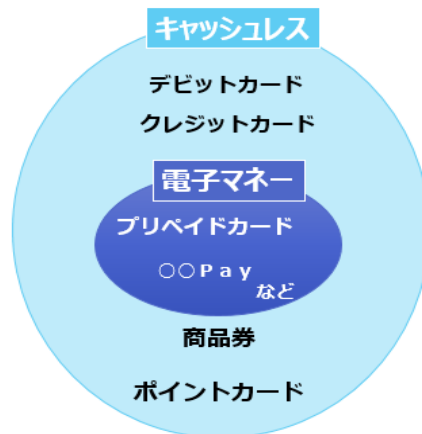 キャッシュレス
デビットカード
クレジットカード
電子マネー
プリペイドカード
○○Pay
など
商品券
ポイントカード